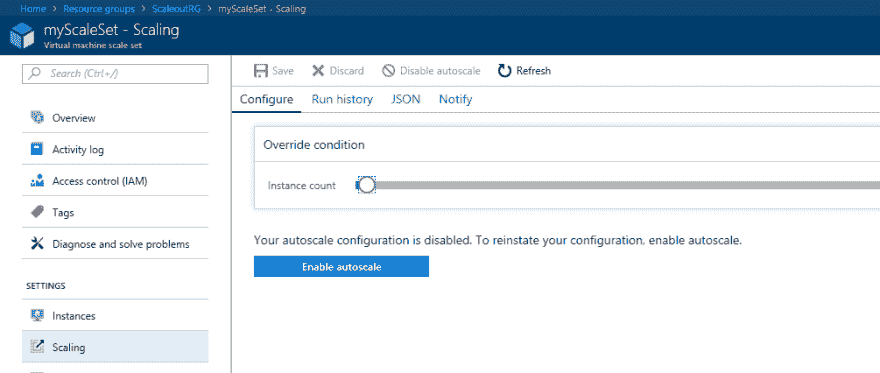 Home > Resource groups > ScaleoutRG > myScaleSet - Scaling
myScaleSet - Scaling
Virtual machine scale set
Search (Ctrl+/)
Overview
Activity log
Access control (IAM)
Tags
Diagnose and solve problems
SETTINGS
Instances
Scaling
Save Discard Disable autoscale Refresh
Configure Run history JSON Notify
Override condition
Instance count
Your autoscale configuration is disabled. To reinstate your configuration, enable autoscale.
Enable autoscale